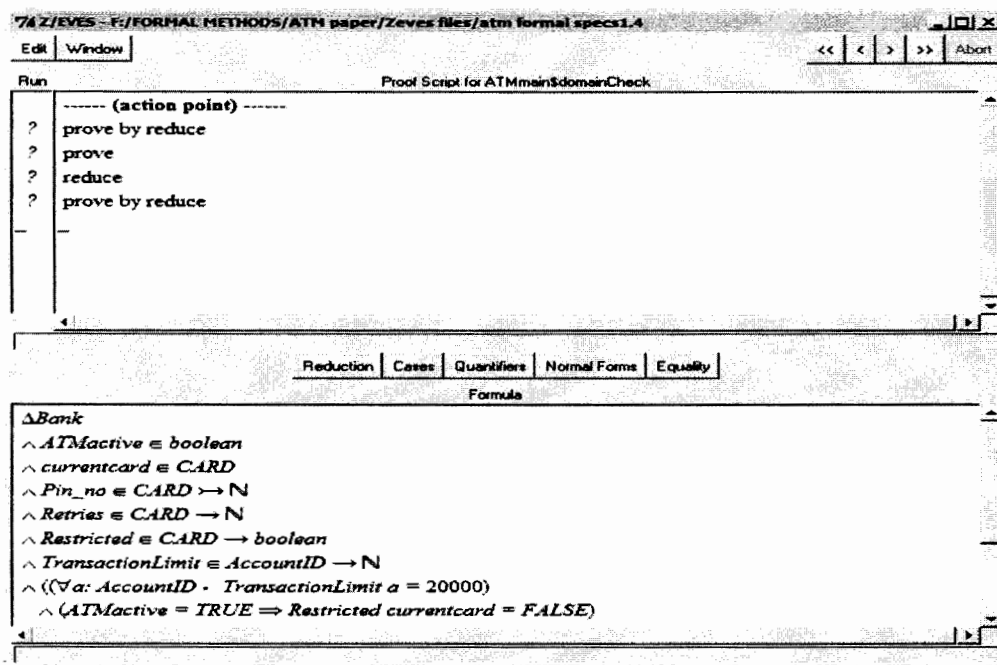 Z/EVES - F:/FORMAL METHODS/ATM paper/Zeves files/atm formal specs1.4
Edit Window << < > >> Abort
Run Proof Script for ATMmain$domainCheck
------ (action point) ------
? prove by reduce
? prove
? reduce
? prove by reduce
Reduction Cases Quantifiers Normal Forms Equality
Formula
ΔBank
∧ ATMactive ∈ boolean
∧ currentcard ∈ CARD
∧ Pin_no ∈ CARD ↣ ℕ
∧ Retries ∈ CARD → ℕ
∧ Restricted ∈ CARD → boolean
∧ TransactionLimit ∈ AccountID → ℕ
∧ ((∀a: AccountID · TransactionLimit a = 20000)
∧ (ATMactive = TRUE ⇒ Restricted currentcard = FALSE)